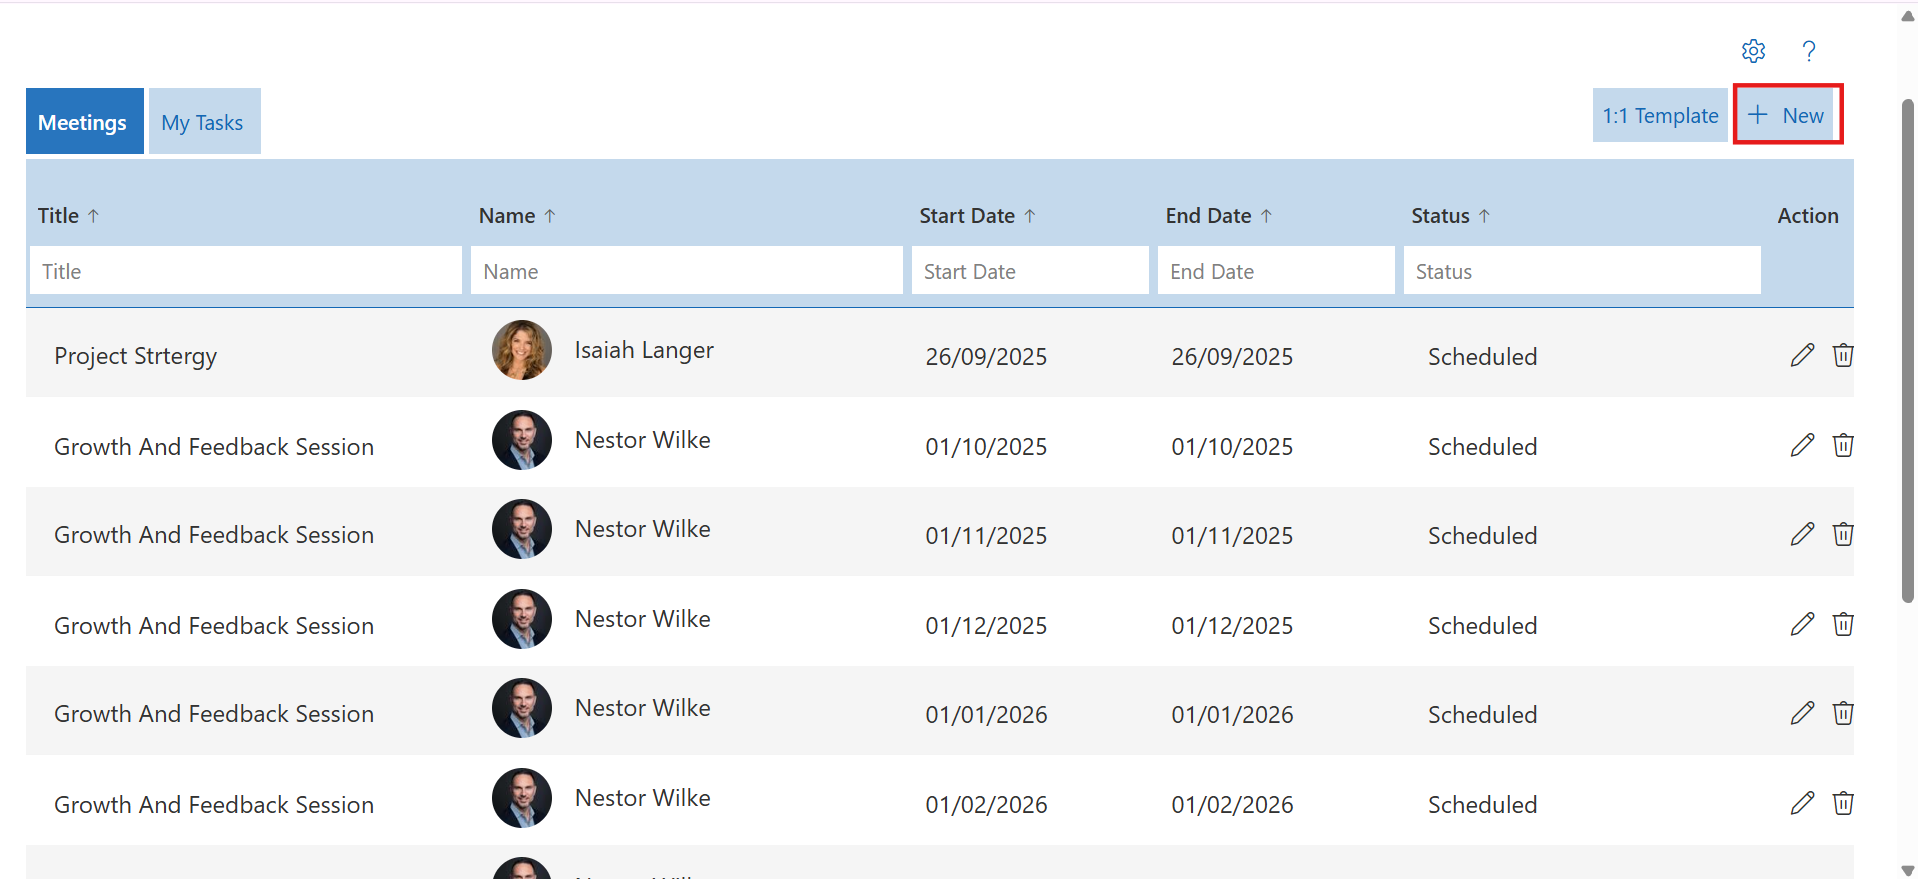 ?
Meetings My Tasks 1:1 Template + New
Title ↑ Name ↑ Start Date ↑ End Date ↑ Status ↑ Action
Title Name Start Date End Date Status
Project Strtergy Isaiah Langer 26/09/2025 26/09/2025 Scheduled
Growth And Feedback Session Nestor Wilke 01/10/2025 01/10/2025 Scheduled
Growth And Feedback Session Nestor Wilke 01/11/2025 01/11/2025 Scheduled
Growth And Feedback Session Nestor Wilke 01/12/2025 01/12/2025 Scheduled
Growth And Feedback Session Nestor Wilke 01/01/2026 01/01/2026 Scheduled
Growth And Feedback Session Nestor Wilke 01/02/2026 01/02/2026 Scheduled